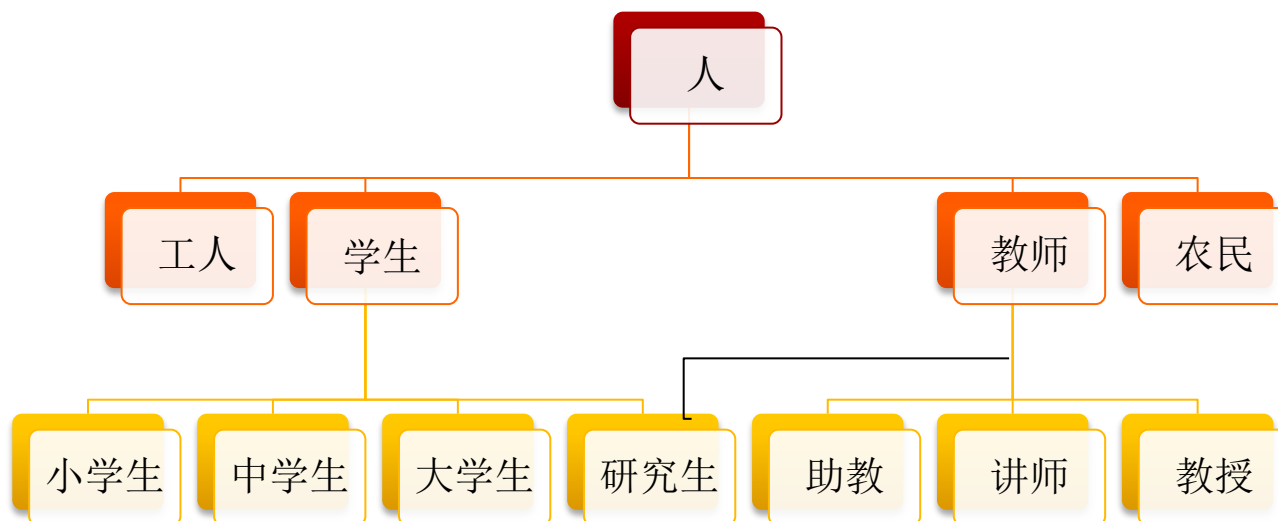 人
工人
学生
教师
农民
小学生
中学生
大学生
研究生
助教
讲师
教授